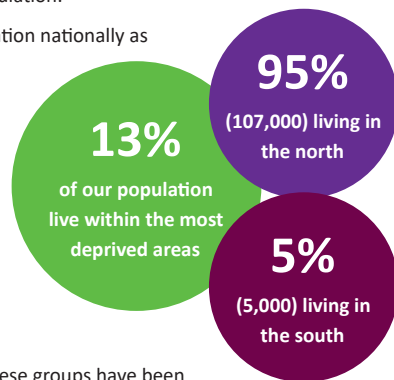 tion nationally as
13%
of our population
live within the most
deprived areas
95%
(107,000) living in
the north
5%
(5,000) living in
the south
ese groups have been